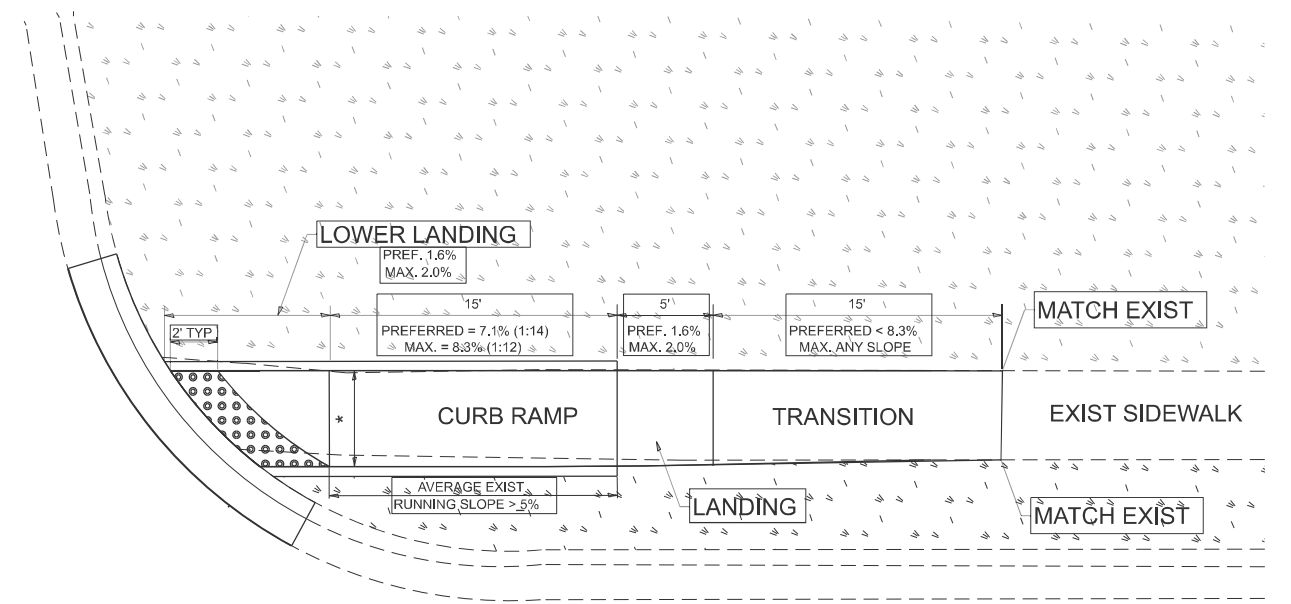 LOWER LANDING
PREF. 1.6%
MAX. 2.0%
15'
PREFERRED = 7.1% (1:14)
MAX. = 8.3% (1:12)
5'
PREF. 1.6%
MAX. 2.0%
15'
PREFERRED < 8.3%
MAX. ANY SLOPE
MATCH EXIST
2' TYP
*
CURB RAMP
TRANSITION
EXIST SIDEWALK
AVERAGE EXIST
RUNNING SLOPE > 5%
LANDING
MATCH EXIST